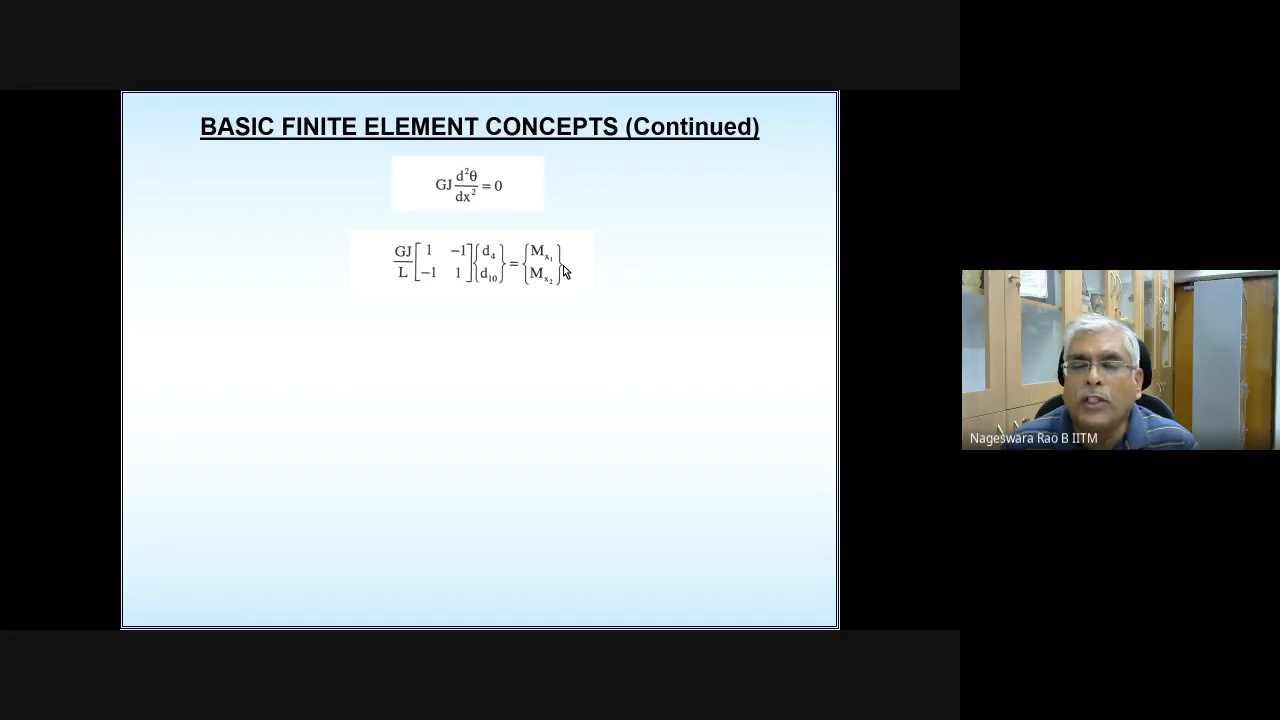 BASIC FINITE ELEMENT CONCEPTS (Continued)
GJ d²θ/dx² = 0
GJ/L [1 −1; −1 1] {d₄; d₁₀} = {Mₓ₁; Mₓ₂}
Nageswara Rao B IITM